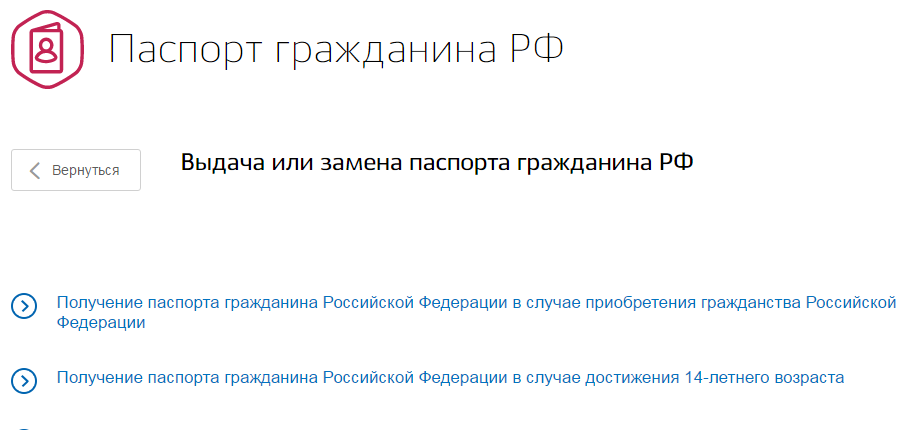 Паспорт гражданина РФ
Вернуться
Выдача или замена паспорта гражданина РФ
Получение паспорта гражданина Российской Федерации в случае приобретения гражданства Российской
Федерации
Получение паспорта гражданина Российской Федерации в случае достижения 14-летнего возраста